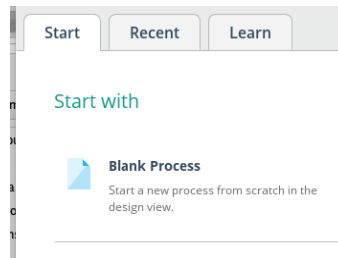 Start Recent Learn
Start with
Blank Process
Start a new process from scratch in the
design view.